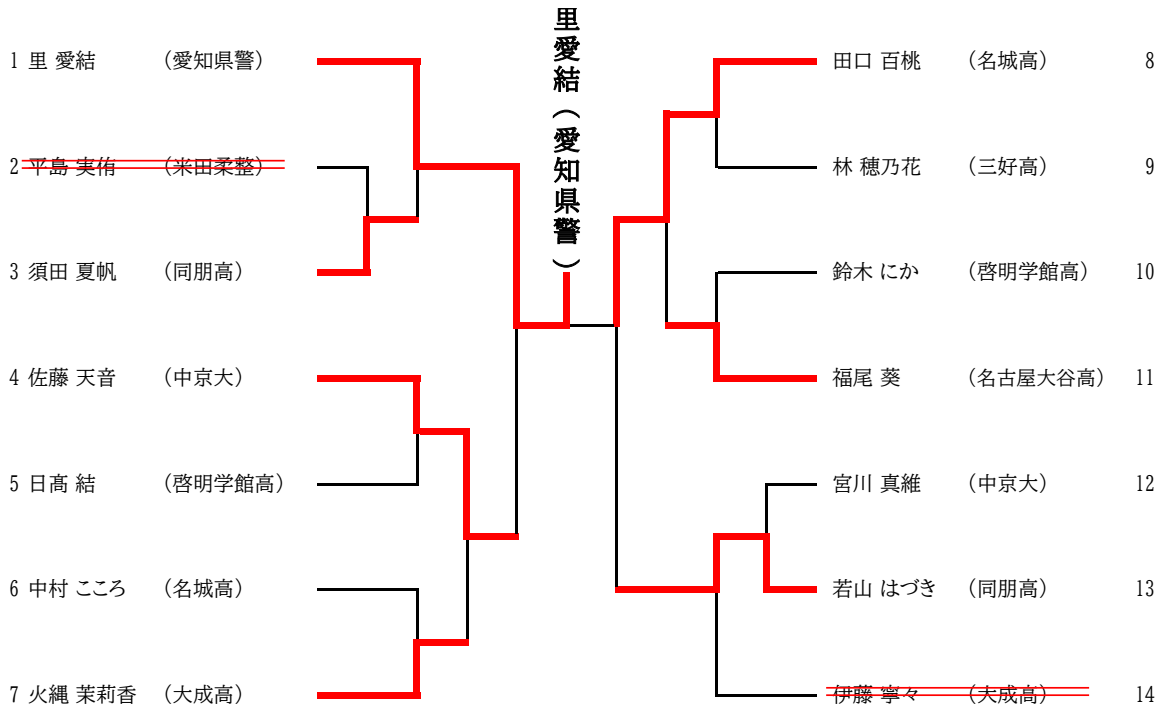 里愛結（愛知県警）
1 里 愛結 （愛知県警）
2 平島 実侑 （米田柔整）
3 須田 夏帆 （同朋高）
4 佐藤 天音 （中京大）
5 日髙 結 （啓明学館高）
6 中村 こころ （名城高）
7 火縄 茉莉香 （大成高）
田口 百桃 （名城高） 8
林 穂乃花 （三好高） 9
鈴木 にか （啓明学館高） 10
福尾 葵 （名古屋大谷高） 11
宮川 真維 （中京大） 12
若山 はづき （同朋高） 13
伊藤 寧々 （大成高） 14